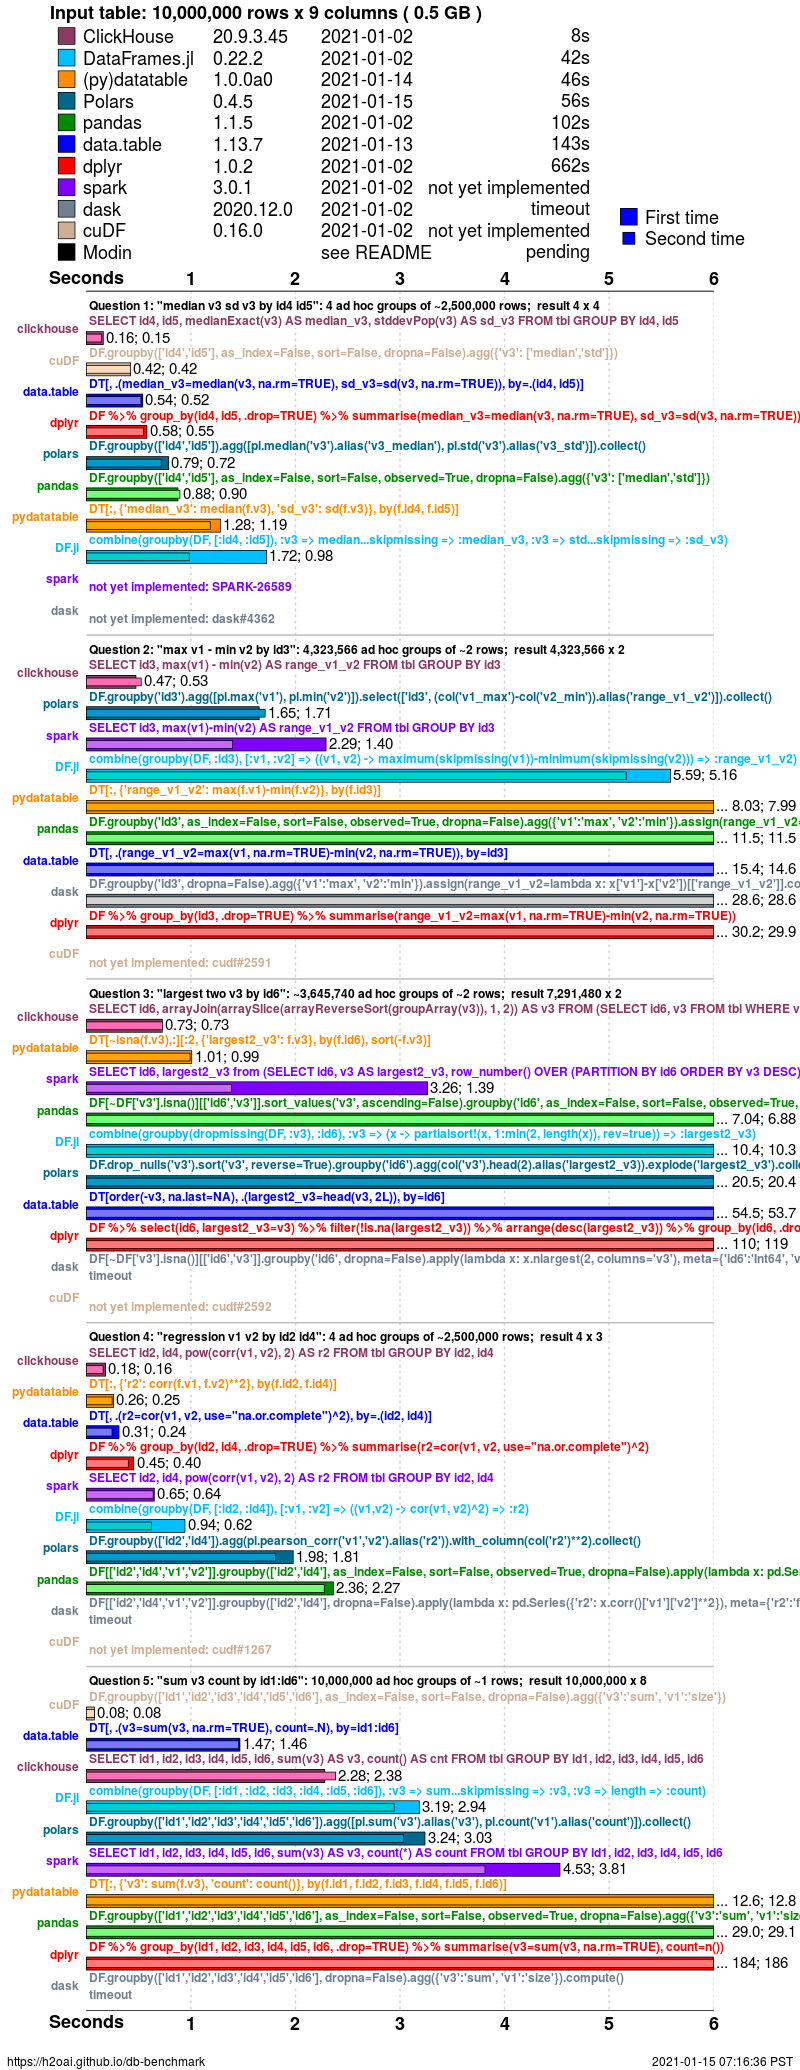 Input table: 10,000,000 rows x 9 columns ( 0.5 GB )
ClickHouse 20.9.3.45 2021-01-02 8s
DataFrames.jl 0.22.2 2021-01-02 42s
(py)datatable 1.0.0a0 2021-01-14 46s
Polars 0.4.5 2021-01-15 56s
pandas 1.1.5 2021-01-02 102s
data.table 1.13.7 2021-01-13 143s
dplyr 1.0.2 2021-01-02 662s
spark 3.0.1 2021-01-02 not yet implemented
dask 2020.12.0 2021-01-02 timeout
cuDF 0.16.0 2021-01-02 not yet implemented
Modin see README pending
First time
Second time
Seconds 1 2 3 4 5 6
Question 1: "median v3 sd v3 by id4 id5": 4 ad hoc groups of ~2,500,000 rows; result 4 x 4
SELECT id4, id5, medianExact(v3) AS median_v3, stddevPop(v3) AS sd_v3 FROM tbl GROUP BY id4, id5
clickhouse 0.16; 0.15
DF.groupby(['id4','id5'], as_index=False, sort=False, dropna=False).agg({'v3': ['median','std']})
cuDF 0.42; 0.42
DT[, .(median_v3=median(v3, na.rm=TRUE), sd_v3=sd(v3, na.rm=TRUE)), by=.(id4, id5)]
data.table 0.54; 0.52
DF %>% group_by(id4, id5, .drop=TRUE) %>% summarise(median_v3=median(v3, na.rm=TRUE), sd_v3=sd(v3, na.rm=TRUE))
dplyr 0.58; 0.55
DF.groupby(['id4','id5']).agg([pl.median('v3').alias('v3_median'), pl.std('v3').alias('v3_std')]).collect()
polars 0.79; 0.72
DF.groupby(['id4','id5'], as_index=False, sort=False, observed=True, dropna=False).agg({'v3': ['median','std']})
pandas 0.88; 0.90
DT[:, {'median_v3': median(f.v3), 'sd_v3': sd(f.v3)}, by(f.id4, f.id5)]
pydatatable 1.28; 1.19
combine(groupby(DF, [:id4, :id5]), :v3 => median...skipmissing => :median_v3, :v3 => std...skipmissing => :sd_v3)
DF.jl 1.72; 0.98
spark not yet implemented: SPARK-26589
dask not yet implemented: dask#4362
Question 2: "max v1 - min v2 by id3": 4,323,566 ad hoc groups of ~2 rows; result 4,323,566 x 2
SELECT id3, max(v1) - min(v2) AS range_v1_v2 FROM tbl GROUP BY id3
clickhouse 0.47; 0.53
DF.groupby('id3').agg([pl.max('v1'), pl.min('v2')]).select(['id3', (col('v1_max')-col('v2_min')).alias('range_v1_v2')]).collect()
polars 1.65; 1.71
SELECT id3, max(v1)-min(v2) AS range_v1_v2 FROM tbl GROUP BY id3
spark 2.29; 1.40
combine(groupby(DF, :id3), [:v1, :v2] => ((v1, v2) -> maximum(skipmissing(v1))-minimum(skipmissing(v2))) => :range_v1_v2)
DF.jl 5.59; 5.16
DT[:, {'range_v1_v2': max(f.v1)-min(f.v2)}, by(f.id3)]
pydatatable ... 8.03; 7.99
DF.groupby('id3', as_index=False, sort=False, observed=True, dropna=False).agg({'v1':'max', 'v2':'min'}).assign(range_v1_v2=
pandas ... 11.5; 11.5
DT[, .(range_v1_v2=max(v1, na.rm=TRUE)-min(v2, na.rm=TRUE)), by=id3]
data.table ... 15.4; 14.6
DF.groupby('id3', dropna=False).agg({'v1':'max', 'v2':'min'}).assign(range_v1_v2=lambda x: x['v1']-x['v2'])[['range_v1_v2']].co
dask ... 28.6; 28.6
DF %>% group_by(id3, .drop=TRUE) %>% summarise(range_v1_v2=max(v1, na.rm=TRUE)-min(v2, na.rm=TRUE))
dplyr ... 30.2; 29.9
cuDF not yet implemented: cudf#2591
Question 3: "largest two v3 by id6": ~3,645,740 ad hoc groups of ~2 rows; result 7,291,480 x 2
SELECT id6, arrayJoin(arraySlice(arrayReverseSort(groupArray(v3)), 1, 2)) AS v3 FROM (SELECT id6, v3 FROM tbl WHERE v
clickhouse 0.73; 0.73
DT[~isna(f.v3),:][:2, {'largest2_v3': f.v3}, by(f.id6), sort(-f.v3)]
pydatatable 1.01; 0.99
SELECT id6, largest2_v3 from (SELECT id6, v3 AS largest2_v3, row_number() OVER (PARTITION BY id6 ORDER BY v3 DESC)
spark 3.26; 1.39
DF[~DF['v3'].isna()][['id6','v3']].sort_values('v3', ascending=False).groupby('id6', as_index=False, sort=False, observed=True,
pandas ... 7.04; 6.88
combine(groupby(dropmissing(DF, :v3), :id6), :v3 => (x -> partialsort!(x, 1:min(2, length(x)), rev=true)) => :largest2_v3)
DF.jl ... 10.4; 10.3
DF.drop_nulls('v3').sort('v3', reverse=True).groupby('id6').agg(col('v3').head(2).alias('largest2_v3')).explode('largest2_v3').colle
polars ... 20.5; 20.4
DT[order(-v3, na.last=NA), .(largest2_v3=head(v3, 2L)), by=id6]
data.table ... 54.5; 53.7
DF %>% select(id6, largest2_v3=v3) %>% filter(!is.na(largest2_v3)) %>% arrange(desc(largest2_v3)) %>% group_by(id6, .dro
dplyr ... 110; 119
DF[~DF['v3'].isna()][['id6','v3']].groupby('id6', dropna=False).apply(lambda x: x.nlargest(2, columns='v3'), meta={'id6':'Int64', 'v
dask timeout
cuDF not yet implemented: cudf#2592
Question 4: "regression v1 v2 by id2 id4": 4 ad hoc groups of ~2,500,000 rows; result 4 x 3
SELECT id2, id4, pow(corr(v1, v2), 2) AS r2 FROM tbl GROUP BY id2, id4
clickhouse 0.18; 0.16
DT[:, {'r2': corr(f.v1, f.v2)**2}, by(f.id2, f.id4)]
pydatatable 0.26; 0.25
DT[, .(r2=cor(v1, v2, use="na.or.complete")^2), by=.(id2, id4)]
data.table 0.31; 0.24
DF %>% group_by(id2, id4, .drop=TRUE) %>% summarise(r2=cor(v1, v2, use="na.or.complete")^2)
dplyr 0.45; 0.40
SELECT id2, id4, pow(corr(v1, v2), 2) AS r2 FROM tbl GROUP BY id2, id4
spark 0.65; 0.64
combine(groupby(DF, [:id2, :id4]), [:v1, :v2] => ((v1,v2) -> cor(v1, v2)^2) => :r2)
DF.jl 0.94; 0.62
DF.groupby(['id2','id4']).agg(pl.pearson_corr('v1','v2').alias('r2')).with_column(col('r2')**2).collect()
polars 1.98; 1.81
DF[['id2','id4','v1','v2']].groupby(['id2','id4'], as_index=False, sort=False, observed=True, dropna=False).apply(lambda x: pd.Se
pandas 2.36; 2.27
DF[['id2','id4','v1','v2']].groupby(['id2','id4'], dropna=False).apply(lambda x: pd.Series({'r2': x.corr()['v1']['v2']**2}), meta={'r2':'f
dask timeout
cuDF not yet implemented: cudf#1267
Question 5: "sum v3 count by id1:id6": 10,000,000 ad hoc groups of ~1 rows; result 10,000,000 x 8
DF.groupby(['id1','id2','id3','id4','id5','id6'], as_index=False, sort=False, dropna=False).agg({'v3':'sum', 'v1':'size'})
cuDF 0.08; 0.08
DT[, .(v3=sum(v3, na.rm=TRUE), count=.N), by=id1:id6]
data.table 1.47; 1.46
SELECT id1, id2, id3, id4, id5, id6, sum(v3) AS v3, count() AS cnt FROM tbl GROUP BY id1, id2, id3, id4, id5, id6
clickhouse 2.28; 2.38
combine(groupby(DF, [:id1, :id2, :id3, :id4, :id5, :id6]), :v3 => sum...skipmissing => :v3, :v3 => length => :count)
DF.jl 3.19; 2.94
DF.groupby(['id1','id2','id3','id4','id5','id6']).agg([pl.sum('v3').alias('v3'), pl.count('v1').alias('count')]).collect()
polars 3.24; 3.03
SELECT id1, id2, id3, id4, id5, id6, sum(v3) AS v3, count(*) AS count FROM tbl GROUP BY id1, id2, id3, id4, id5, id6
spark 4.53; 3.81
DT[:, {'v3': sum(f.v3), 'count': count()}, by(f.id1, f.id2, f.id3, f.id4, f.id5, f.id6)]
pydatatable ... 12.6; 12.8
DF.groupby(['id1','id2','id3','id4','id5','id6'], as_index=False, sort=False, observed=True, dropna=False).agg({'v3':'sum', 'v1':'size
pandas ... 29.0; 29.1
DF %>% group_by(id1, id2, id3, id4, id5, id6, .drop=TRUE) %>% summarise(v3=sum(v3, na.rm=TRUE), count=n())
dplyr ... 184; 186
DF.groupby(['id1','id2','id3','id4','id5','id6'], dropna=False).agg({'v3':'sum', 'v1':'size'}).compute()
dask timeout
Seconds 1 2 3 4 5 6
https://h2oai.github.io/db-benchmark 2021-01-15 07:16:36 PST